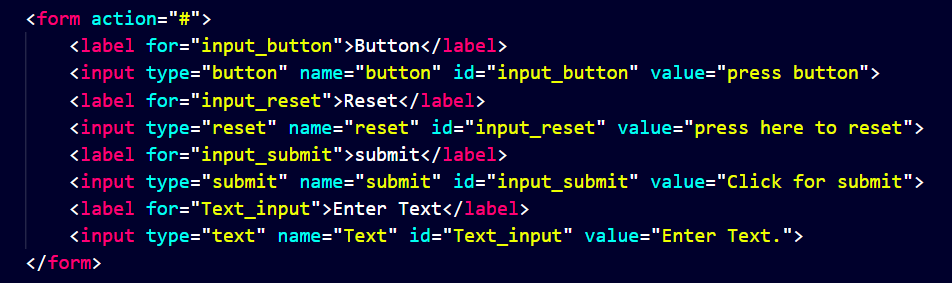 <form action="#">
<label for="input_button">Button</label>
<input type="button" name="button" id="input_button" value="press button">
<label for="input_reset">Reset</label>
<input type="reset" name="reset" id="input_reset" value="press here to reset">
<label for="input_submit">submit</label>
<input type="submit" name="submit" id="input_submit" value="Click for submit">
<label for="Text_input">Enter Text</label>
<input type="text" name="Text" id="Text_input" value="Enter Text.">
</form>